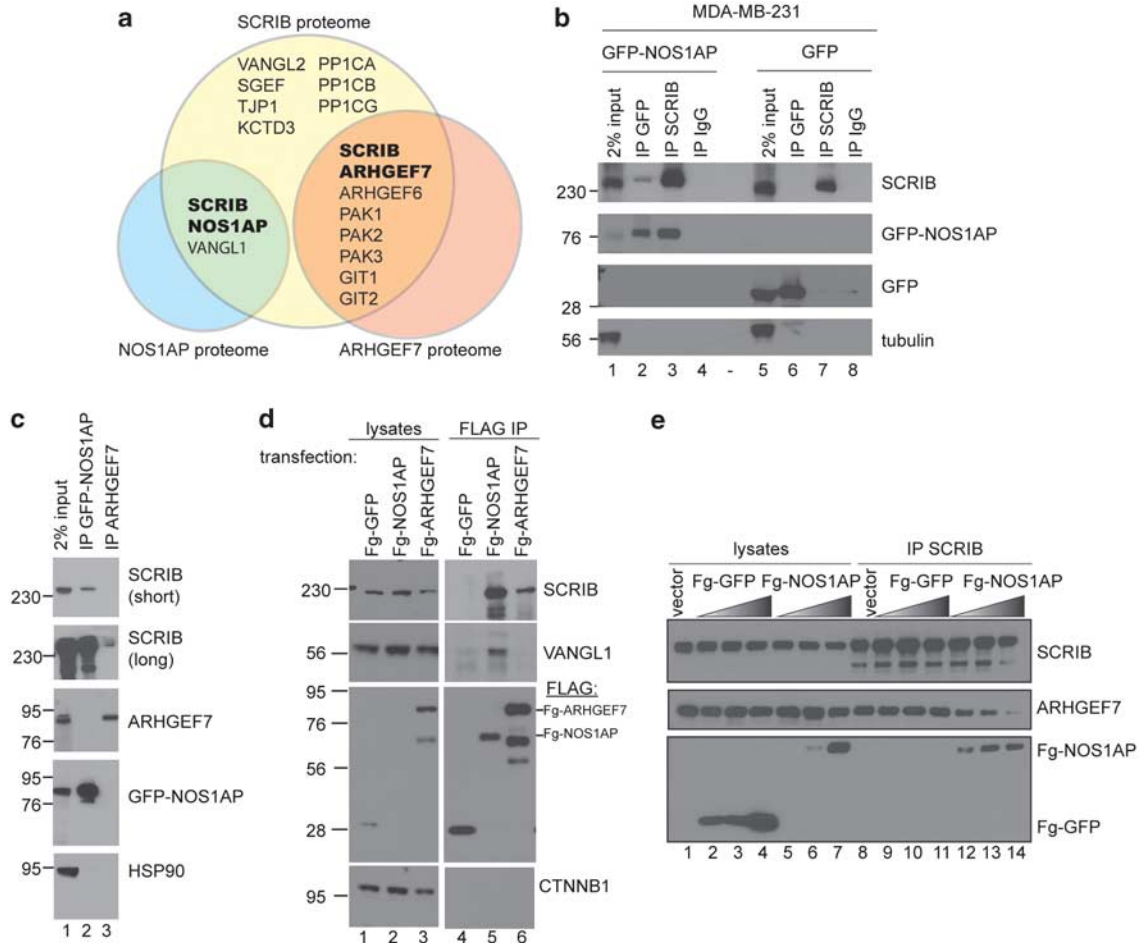 a
SCRIB proteome
VANGL2 PP1CA
SGEF PP1CB
TJP1 PP1CG
KCTD3
SCRIB
ARHGEF7
ARHGEF6
PAK1
PAK2
PAK3
GIT1
GIT2
SCRIB
NOS1AP
VANGL1
NOS1AP proteome
ARHGEF7 proteome
b
MDA-MB-231
GFP-NOS1AP GFP
2% input
IP GFP
IP SCRIB
IP IgG
2% input
IP GFP
IP SCRIB
IP IgG
230 SCRIB
76 GFP-NOS1AP
28 GFP
56 tubulin
1 2 3 4 - 5 6 7 8
c
2% input
IP GFP-NOS1AP
IP ARHGEF7
230 SCRIB
(short)
230 SCRIB
(long)
95 ARHGEF7
76
95 GFP-NOS1AP
76
95 HSP90
1 2 3
d
lysates FLAG IP
transfection:
Fg-GFP
Fg-NOS1AP
Fg-ARHGEF7
Fg-GFP
Fg-NOS1AP
Fg-ARHGEF7
230 SCRIB
56 VANGL1
95 FLAG:
Fg-ARHGEF7
76 Fg-NOS1AP
56
28
95 CTNNB1
1 2 3 4 5 6
e
lysates IP SCRIB
vector Fg-GFP Fg-NOS1AP vector Fg-GFP Fg-NOS1AP
SCRIB
ARHGEF7
Fg-NOS1AP
Fg-GFP
1 2 3 4 5 6 7 8 9 10 11 12 13 14